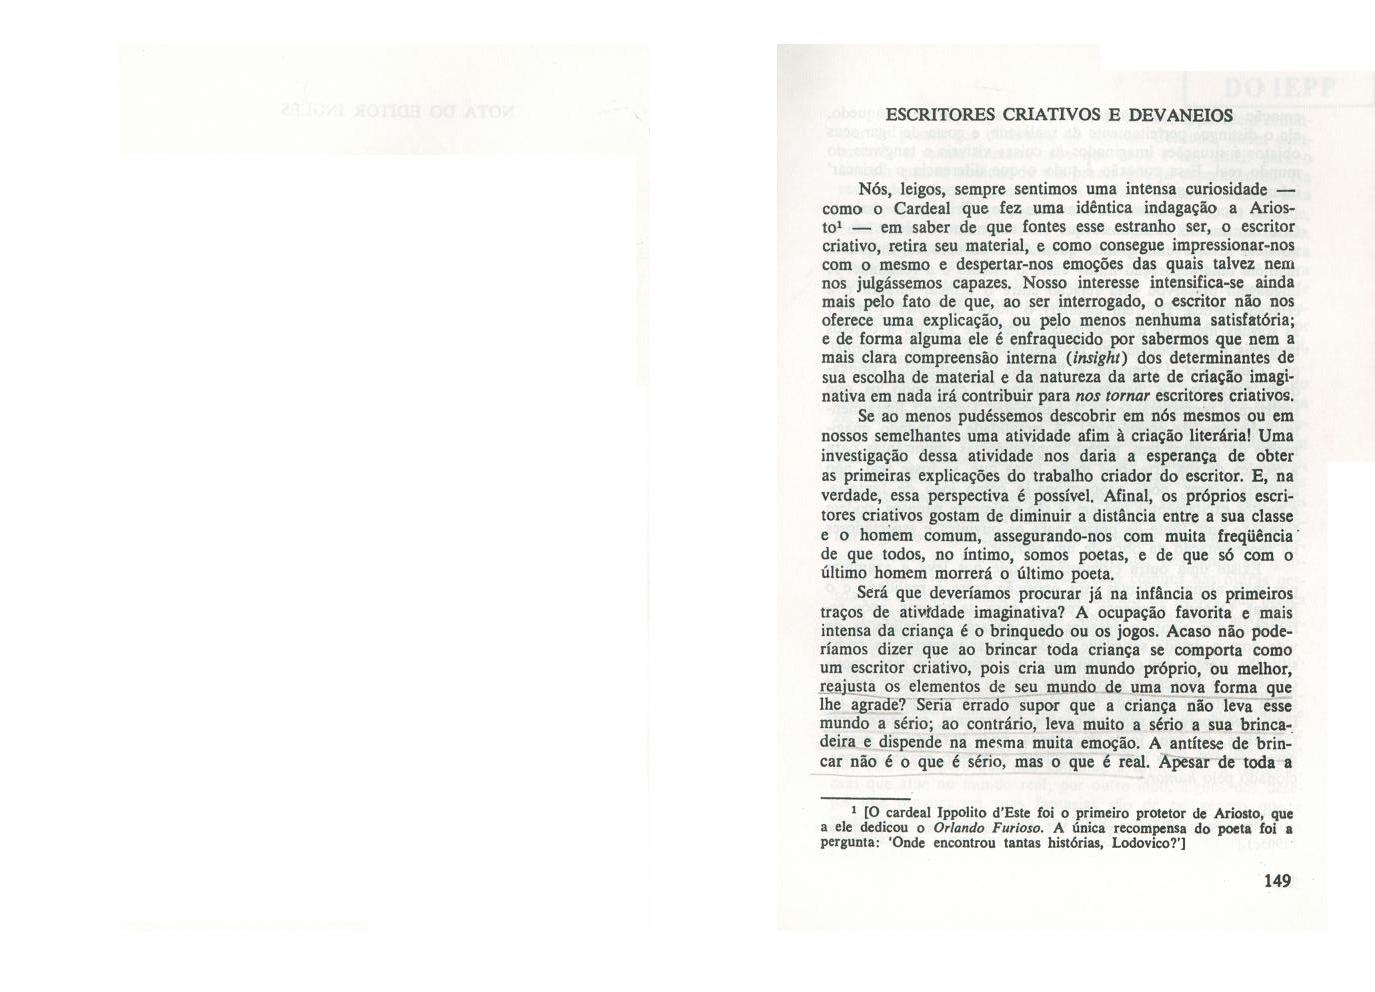 ESCRITORES CRIATIVOS E DEVANEIOS
Nós, leigos, sempre sentimos uma intensa curiosidade —
como o Cardeal que fez uma idêntica indagação a Arios-
to¹ — em saber de que fontes esse estranho ser, o escritor
criativo, retira seu material, e como consegue impressionar-nos
com o mesmo e despertar-nos emoções das quais talvez nem
nos julgássemos capazes. Nosso interesse intensifica-se ainda
mais pelo fato de que, ao ser interrogado, o escritor não nos
oferece uma explicação, ou pelo menos nenhuma satisfatória;
e de forma alguma ele é enfraquecido por sabermos que nem a
mais clara compreensão interna (insight) dos determinantes de
sua escolha de material e da natureza da arte de criação imagi-
nativa em nada irá contribuir para nos tornar escritores criativos.
Se ao menos pudéssemos descobrir em nós mesmos ou em
nossos semelhantes uma atividade afim à criação literária! Uma
investigação dessa atividade nos daria a esperança de obter
as primeiras explicações do trabalho criador do escritor. E, na
verdade, essa perspectiva é possível. Afinal, os próprios escri-
tores criativos gostam de diminuir a distância entre a sua classe
e o homem comum, assegurando-nos com muita freqüência
de que todos, no íntimo, somos poetas, e de que só com o
último homem morrerá o último poeta.
Será que deveríamos procurar já na infância os primeiros
traços de atividade imaginativa? A ocupação favorita e mais
intensa da criança é o brinquedo ou os jogos. Acaso não pode-
ríamos dizer que ao brincar toda criança se comporta como
um escritor criativo, pois cria um mundo próprio, ou melhor,
reajusta os elementos de seu mundo de uma nova forma que
lhe agrade? Seria errado supor que a criança não leva esse
mundo a sério; ao contrário, leva muito a sério a sua brinca-
deira e dispende na mesma muita emoção. A antítese de brin-
car não é o que é sério, mas o que é real. Apesar de toda a
¹ [O cardeal Ippolito d'Este foi o primeiro protetor de Ariosto, que
a ele dedicou o Orlando Furioso. A única recompensa do poeta foi a
pergunta: 'Onde encontrou tantas histórias, Lodovico?']
149
DO IEPP
NOTA DO EDITOR INGLÊS